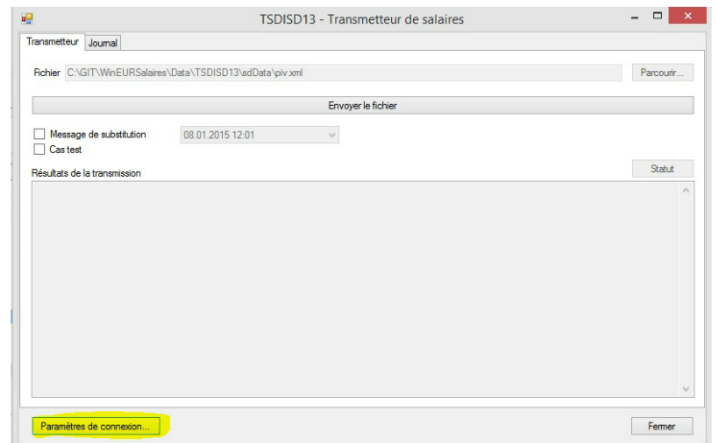 TSDISD13 - Transmetteur de salaires
Transmetteur Journal
Fichier C:\GIT\WinEURSalaires\Data\TSDISD13\sdData\piv.xml Parcourir...
Envoyer le fichier
Message de substitution 08.01.2015 12:01
Cas test
Statut
Résultats de la transmission
Paramètres de connexion... Fermer